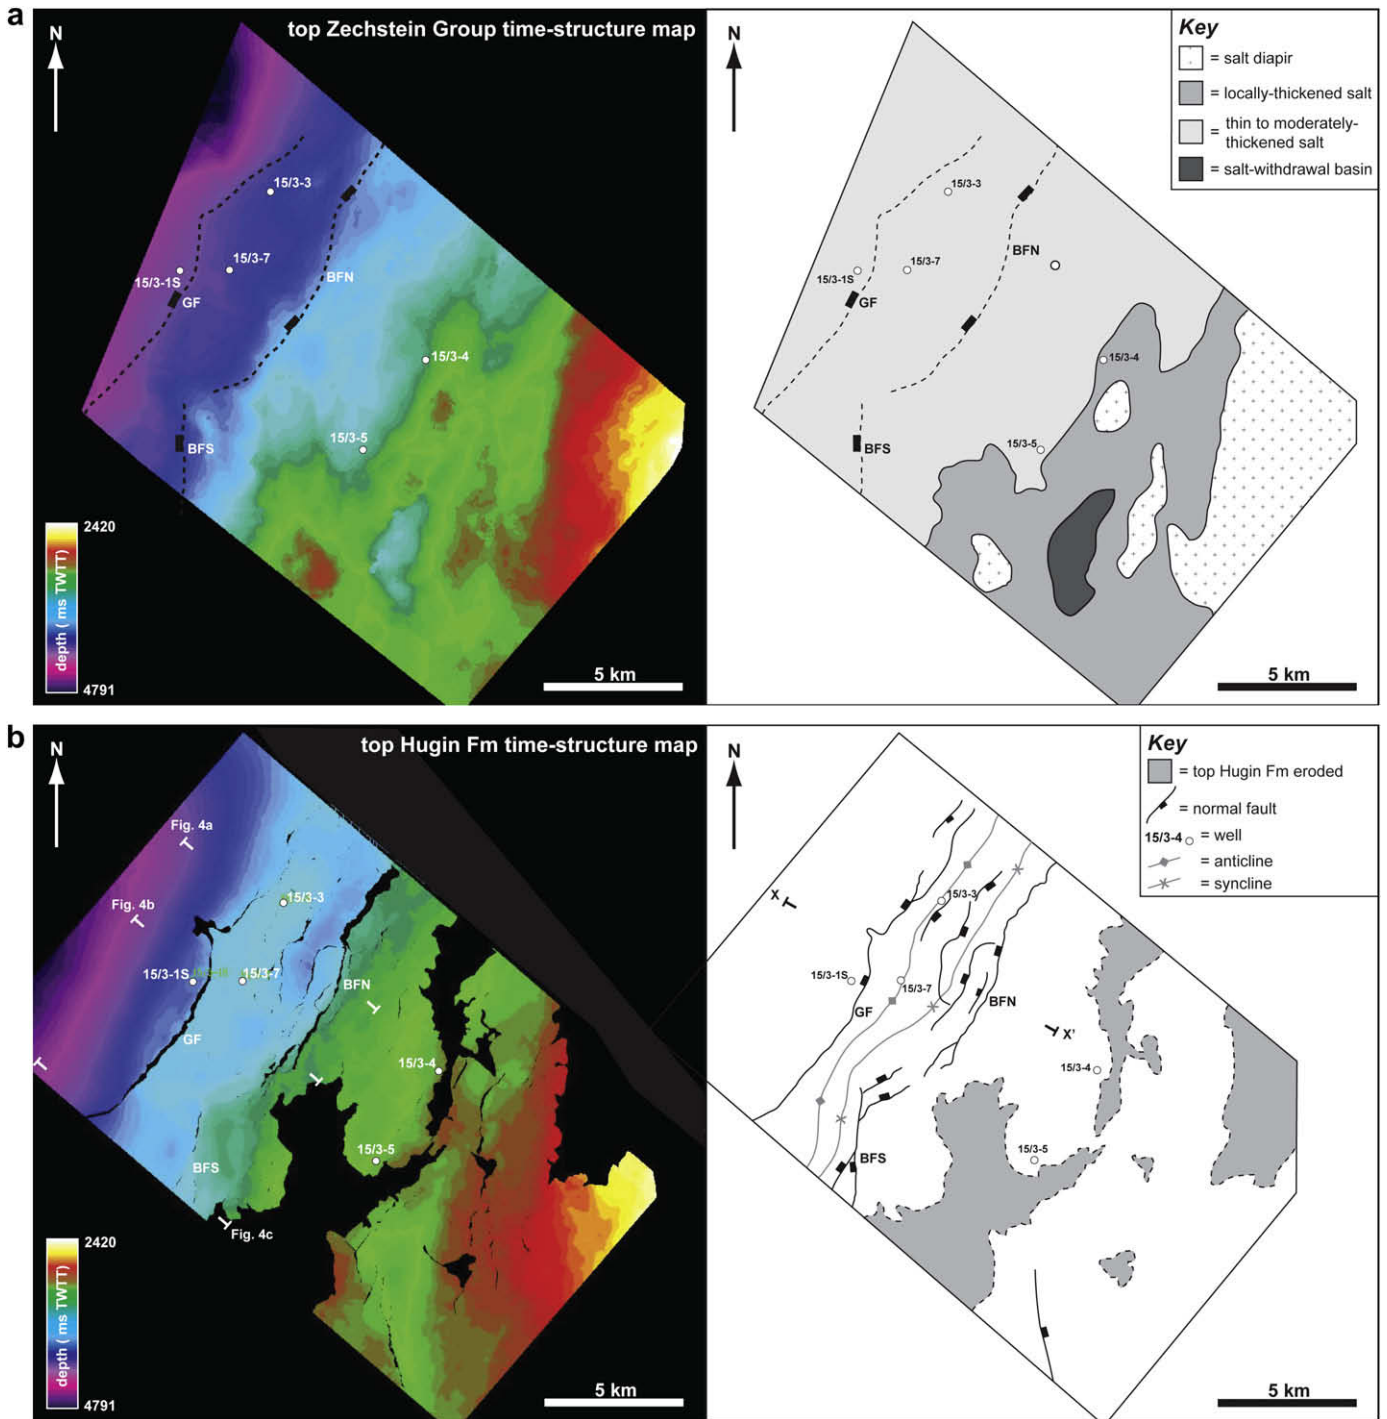 a
top Zechstein Group time-structure map
N
15/3-3
15/3-7
15/3-1S
GF
BFN
15/3-4
15/3-5
BFS
2420
depth ( ms TWTT)
4791
5 km
N
Key
= salt diapir
= locally-thickened salt
= thin to moderately-
thickened salt
= salt-withdrawal basin
15/3-3
BFN
15/3-7
15/3-1S
GF
15/3-4
15/3-5
BFS
5 km
b
top Hugin Fm time-structure map
N
Fig. 4a
15/3-3
Fig. 4b
15/3-1S
15/3-7
BFN
GF
15/3-4
15/3-5
BFS
Fig. 4c
2420
depth ( ms TWTT)
4791
5 km
N
Key
= top Hugin Fm eroded
= normal fault
15/3-4
= well
= anticline
= syncline
X
15/3-3
15/3-1S
15/3-7
GF
BFN
X'
15/3-4
15/3-5
BFS
5 km